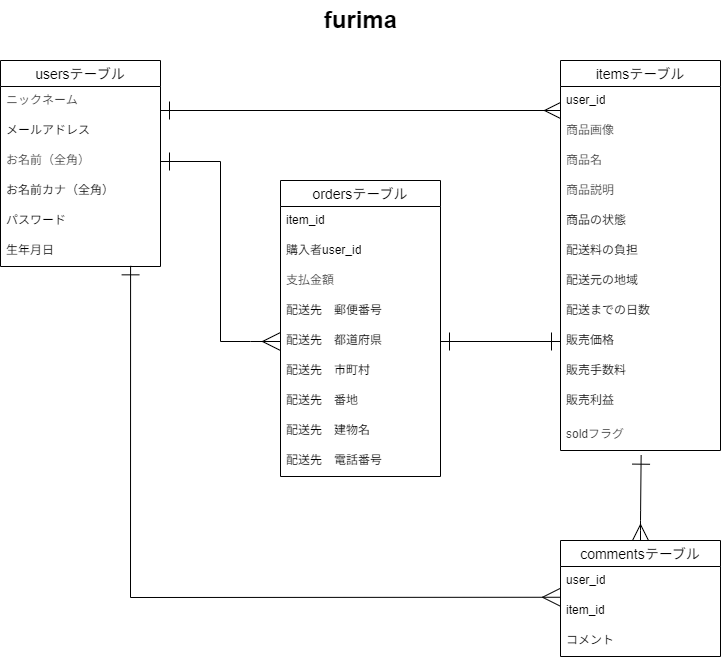 furima
usersテーブル
ニックネーム
メールアドレス
お名前（全角）
お名前カナ（全角）
パスワード
生年月日
ordersテーブル
item_id
購入者user_id
支払金額
配送先　郵便番号
配送先　都道府県
配送先　市町村
配送先　番地
配送先　建物名
配送先　電話番号
itemsテーブル
user_id
商品画像
商品名
商品説明
商品の状態
配送料の負担
配送元の地域
配送までの日数
販売価格
販売手数料
販売利益
soldフラグ
commentsテーブル
user_id
item_id
コメント